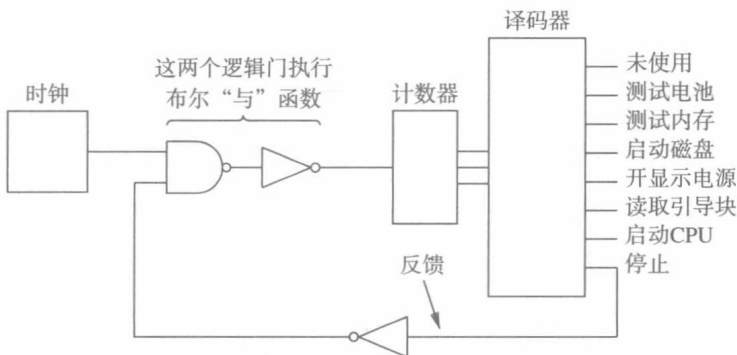 译码器
这两个逻辑门执行
布尔“与”函数
时钟
计数器
未使用
测试电池
测试内存
启动磁盘
开显示电源
读取引导块
启动CPU
停止
反馈